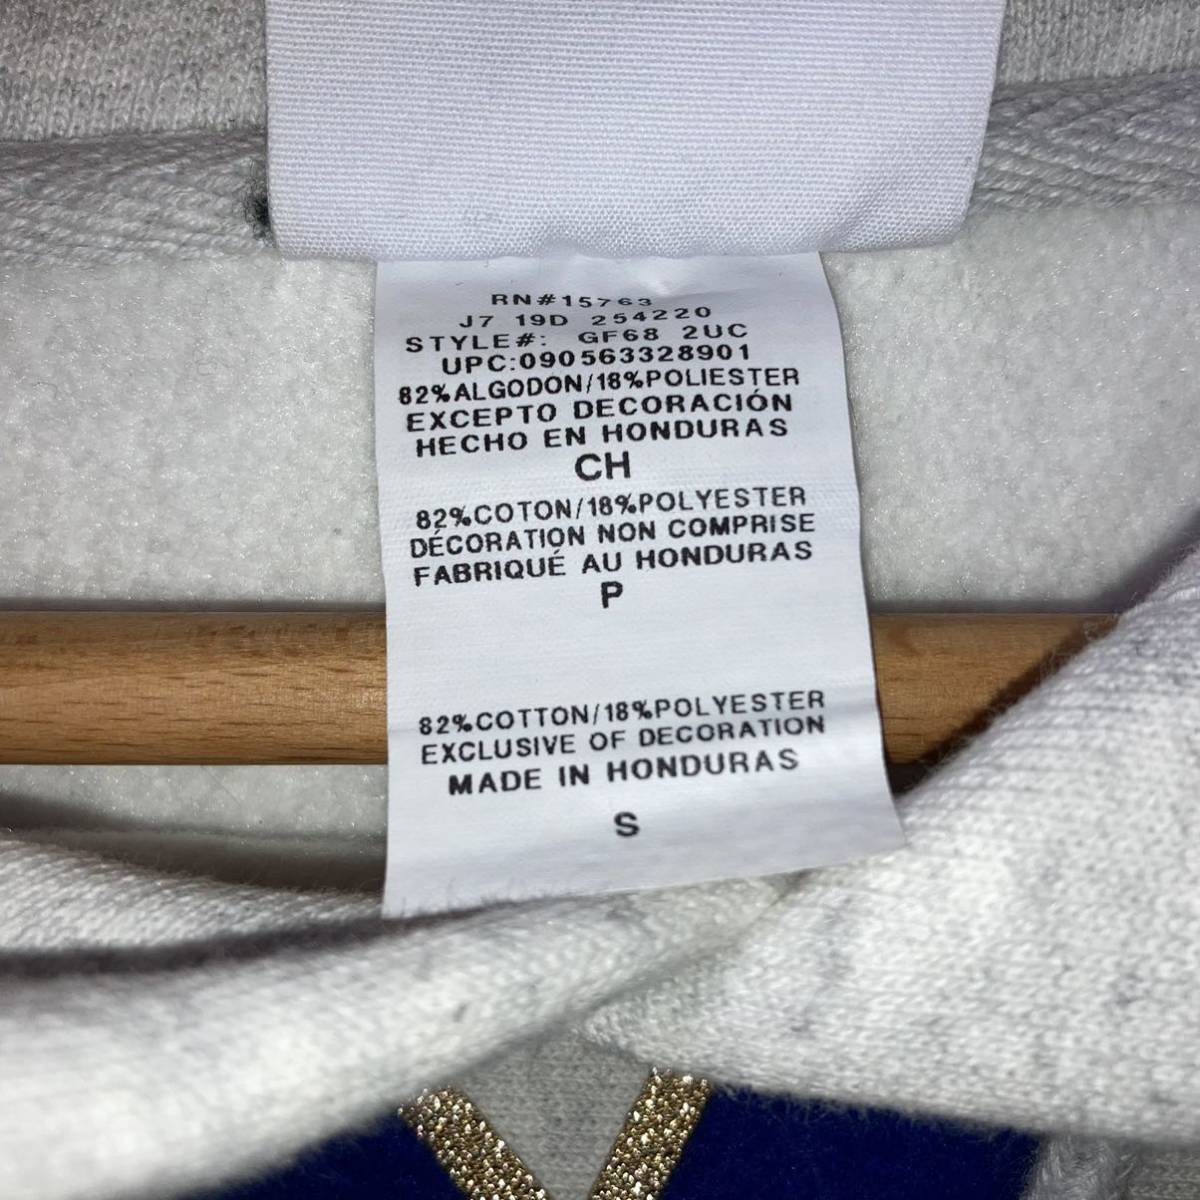 RN#15763
J7 19D 254220
STYLE#: GF68 2UC
UPC:090563328901
82%ALGODON/18%POLIESTER
EXCEPTO DECORACIÓN
HECHO EN HONDURAS
CH
82%COTON/18%POLYESTER
DÉCORATION NON COMPRISE
FABRIQUÉ AU HONDURAS
P
82%COTTON/18%POLYESTER
EXCLUSIVE OF DECORATION
MADE IN HONDURAS
S